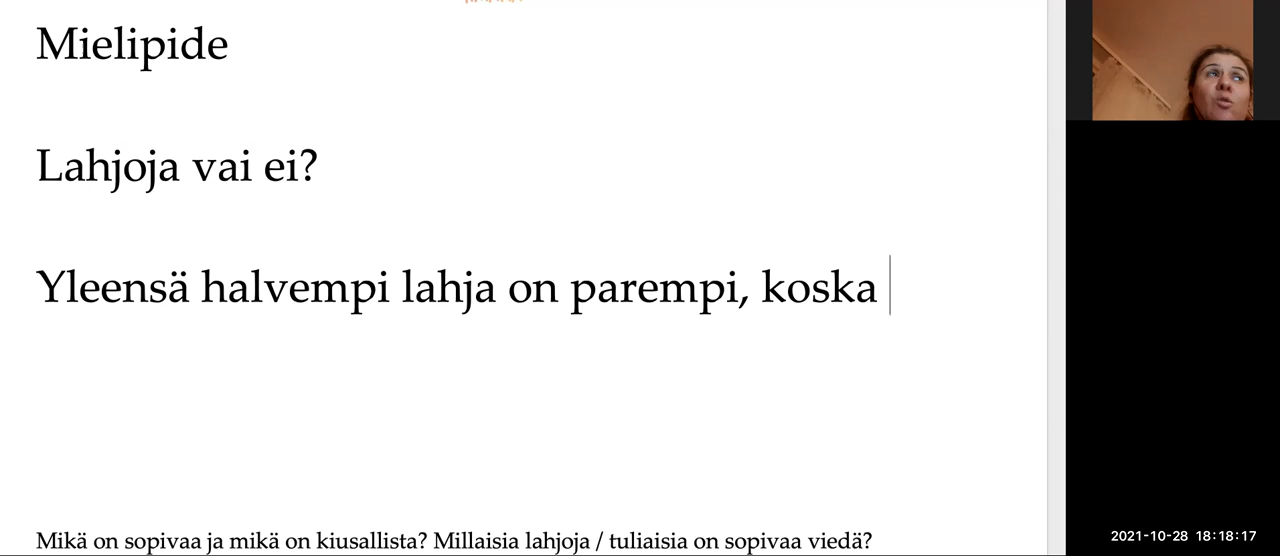 Mielipide
Lahjoja vai ei?
Yleensä halvempi lahja on parempi, koska
Mikä on sopivaa ja mikä on kiusallista? Millaisia lahjoja / tuliaisia on sopivaa viedä?
2021-10-28 18:18:17